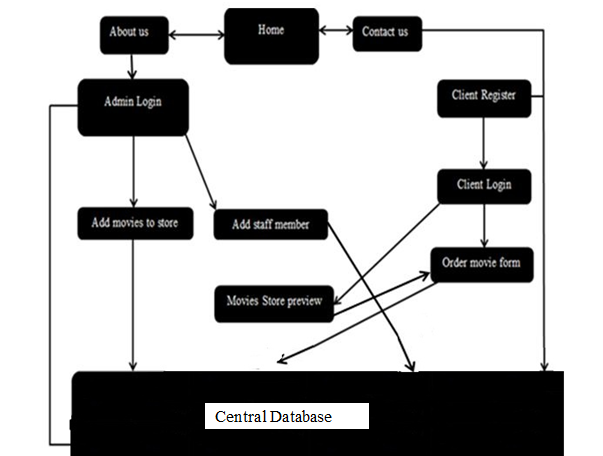 About us
Home
Contact us
Admin Login
Client Register
Client Login
Add movies to store
Add staff member
Order movie form
Movies Store preview
Central Database